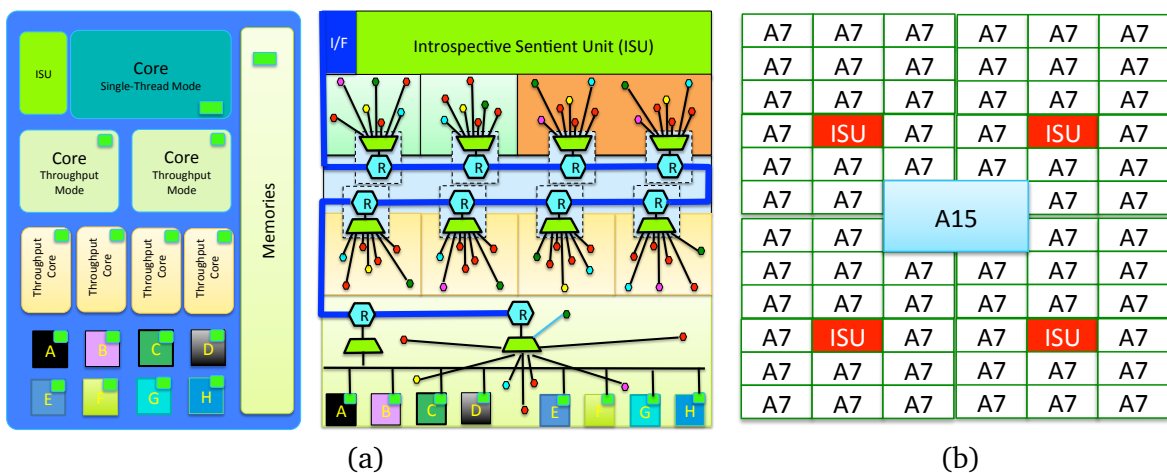 ISU
Core
Single-Thread Mode
Core
Throughput
Mode
Core
Throughput
Mode
Throughput
Core
Throughput
Core
Throughput
Core
Throughput
Core
A B C D
E F G H
Memories
I/F
Introspective Sentient Unit (ISU)
R R R R
R R R R
R R
A B C D E F G H
(a)
A7 A7 A7 A7 A7 A7
A7 A7 A7 A7 A7 A7
A7 A7 A7 A7 A7 A7
A7 ISU A7 A7 ISU A7
A7 A7 A7 A7 A7 A7
A7 A7 A7 A7
A15
A7 A7 A7 A7
A7 A7 A7 A7 A7 A7
A7 A7 A7 A7 A7 A7
A7 ISU A7 A7 ISU A7
A7 A7 A7 A7 A7 A7
A7 A7 A7 A7 A7 A7
(b)